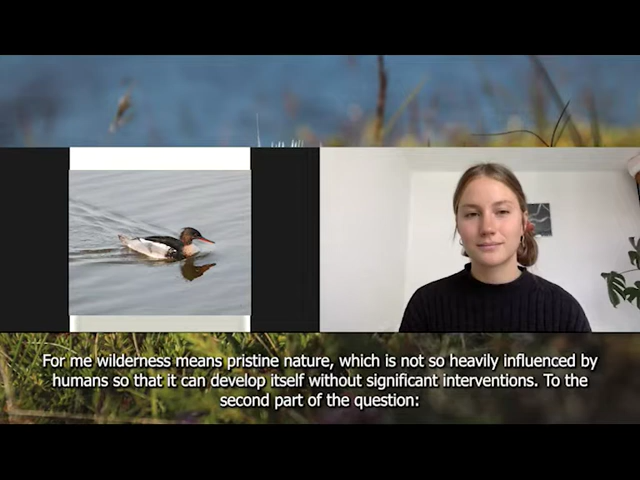 For me wilderness means pristine nature, which is not so heavily influenced by
humans so that it can develop itself without significant interventions. To the
second part of the question: